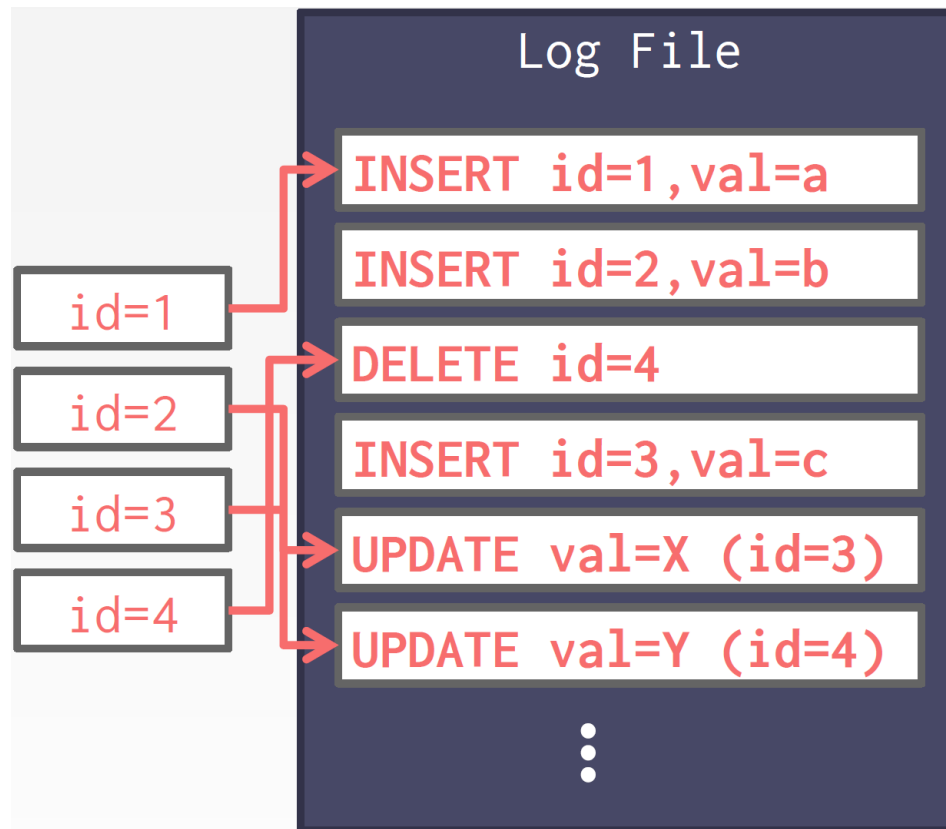 Log File
INSERT id=1,val=a
INSERT id=2,val=b
DELETE id=4
INSERT id=3,val=c
UPDATE val=X (id=3)
UPDATE val=Y (id=4)
id=1
id=2
id=3
id=4